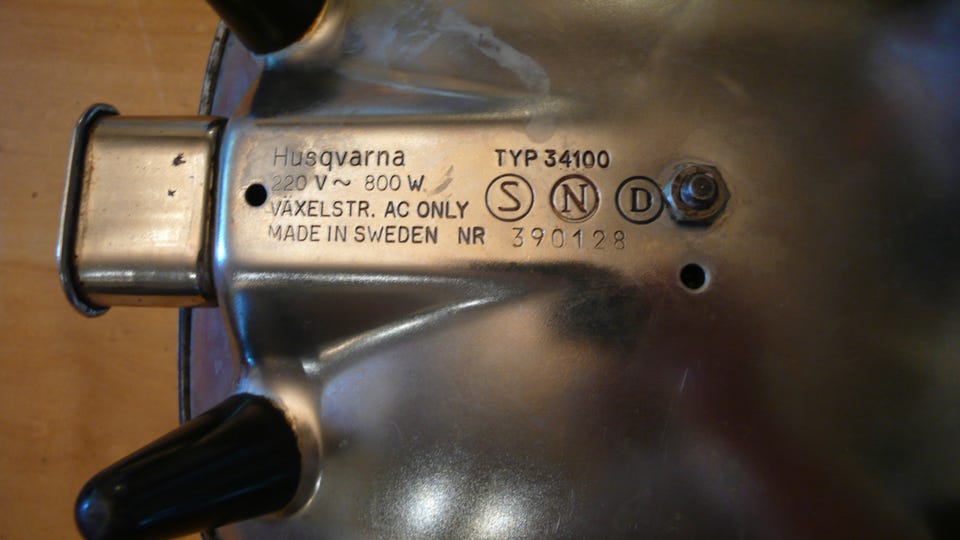 Husqvarna TYP 34100
220 V ~ 800 W S N D
VÄXELSTR. AC ONLY
MADE IN SWEDEN NR 390128